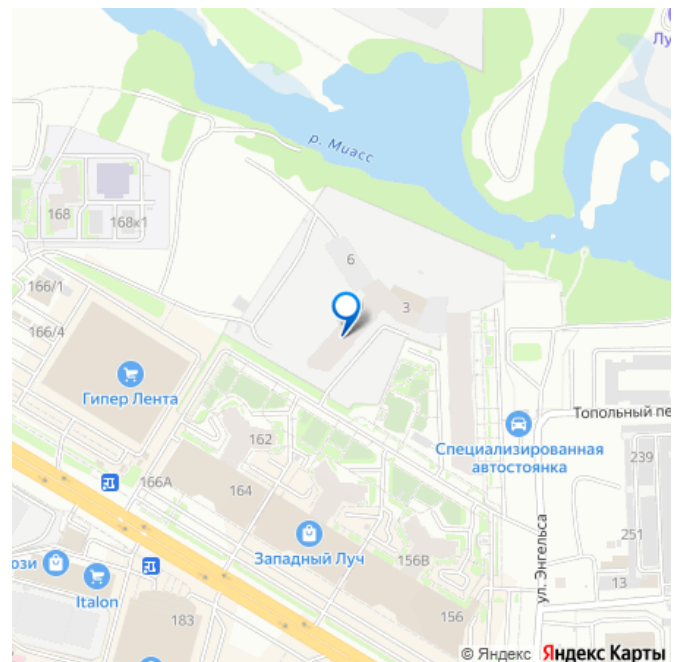 Лу
р. Миасс
168
168к1
6
166/1
3
166/4
Гипер Лента
Топольный пе
Специализированная
автостоянка
162
239
166А
164
251
ози
Западный Луч
156В
ул. Энгельса
Italon
13
156
183
© Яндекс Яндекс Карты